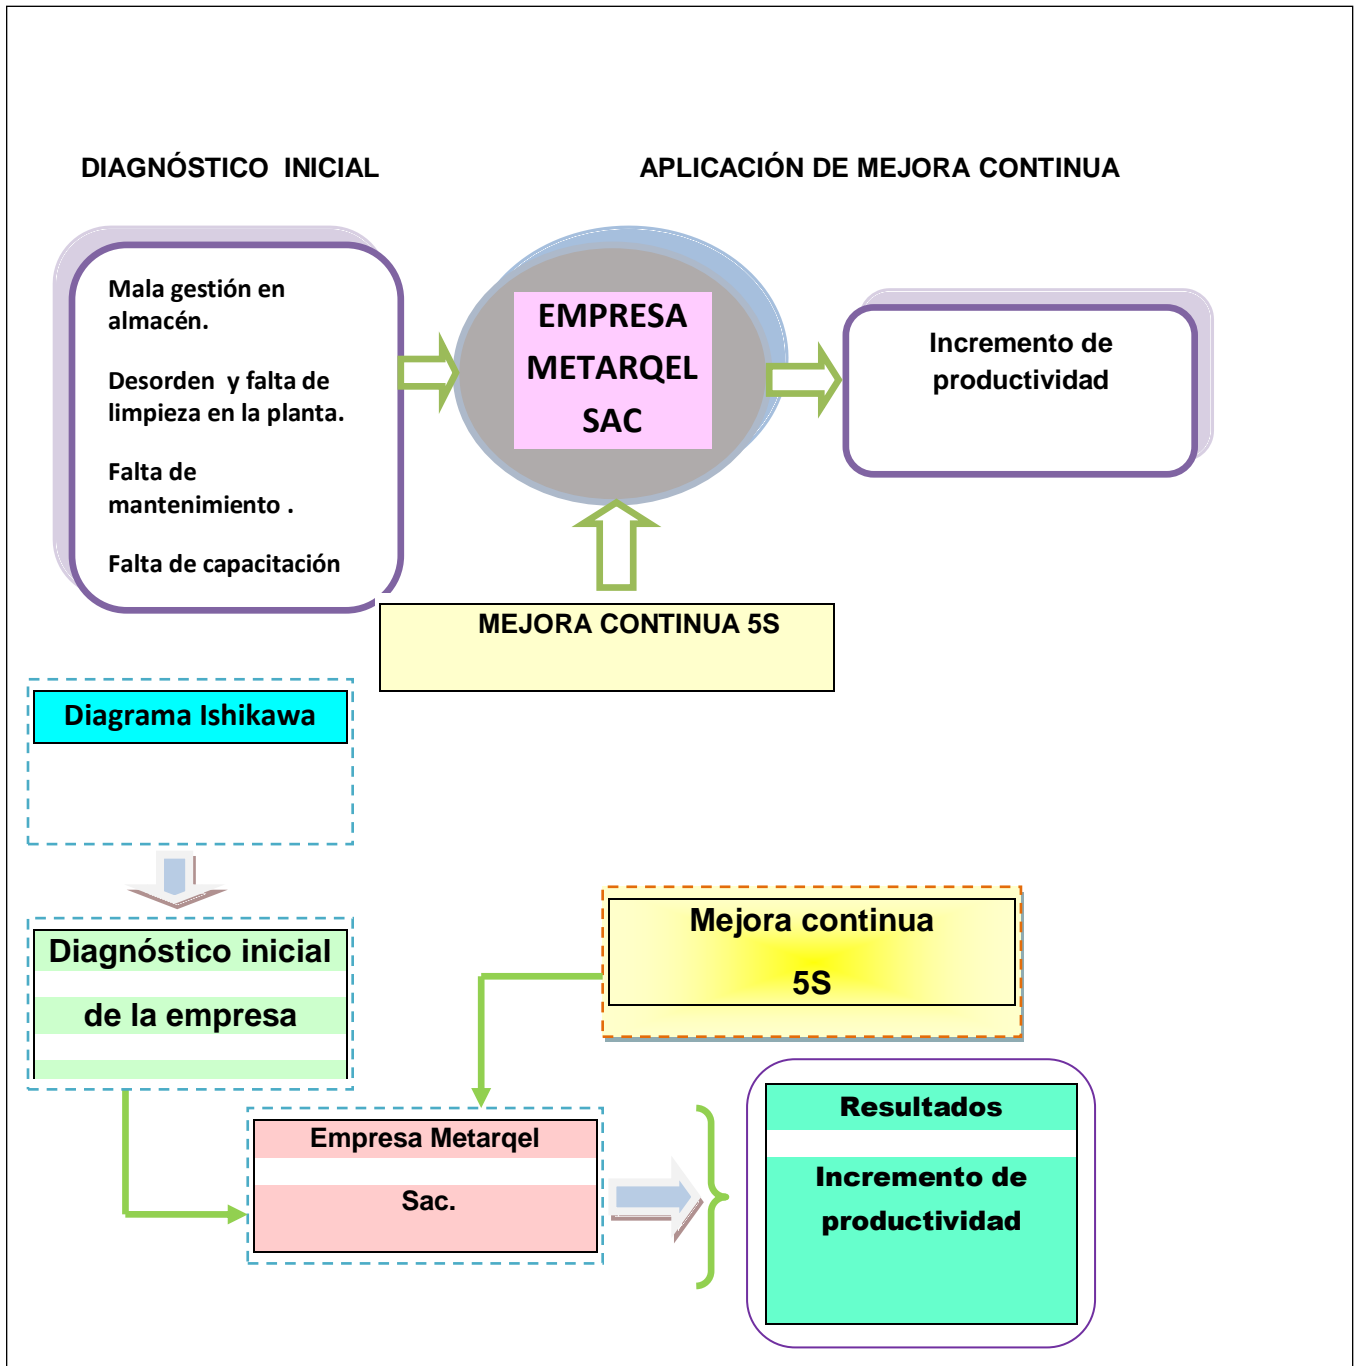 DIAGNÓSTICO INICIAL
APLICACIÓN DE MEJORA CONTINUA
Mala gestión en
almacén.
Desorden y falta de
limpieza en la planta.
Falta de
mantenimiento .
Falta de capacitación
EMPRESA
METARQEL
SAC
Incremento de
productividad
MEJORA CONTINUA 5S
Diagrama Ishikawa
Diagnóstico inicial
de la empresa
Mejora continua
5S
Empresa Metarqel
Sac.
Resultados
Incremento de
productividad